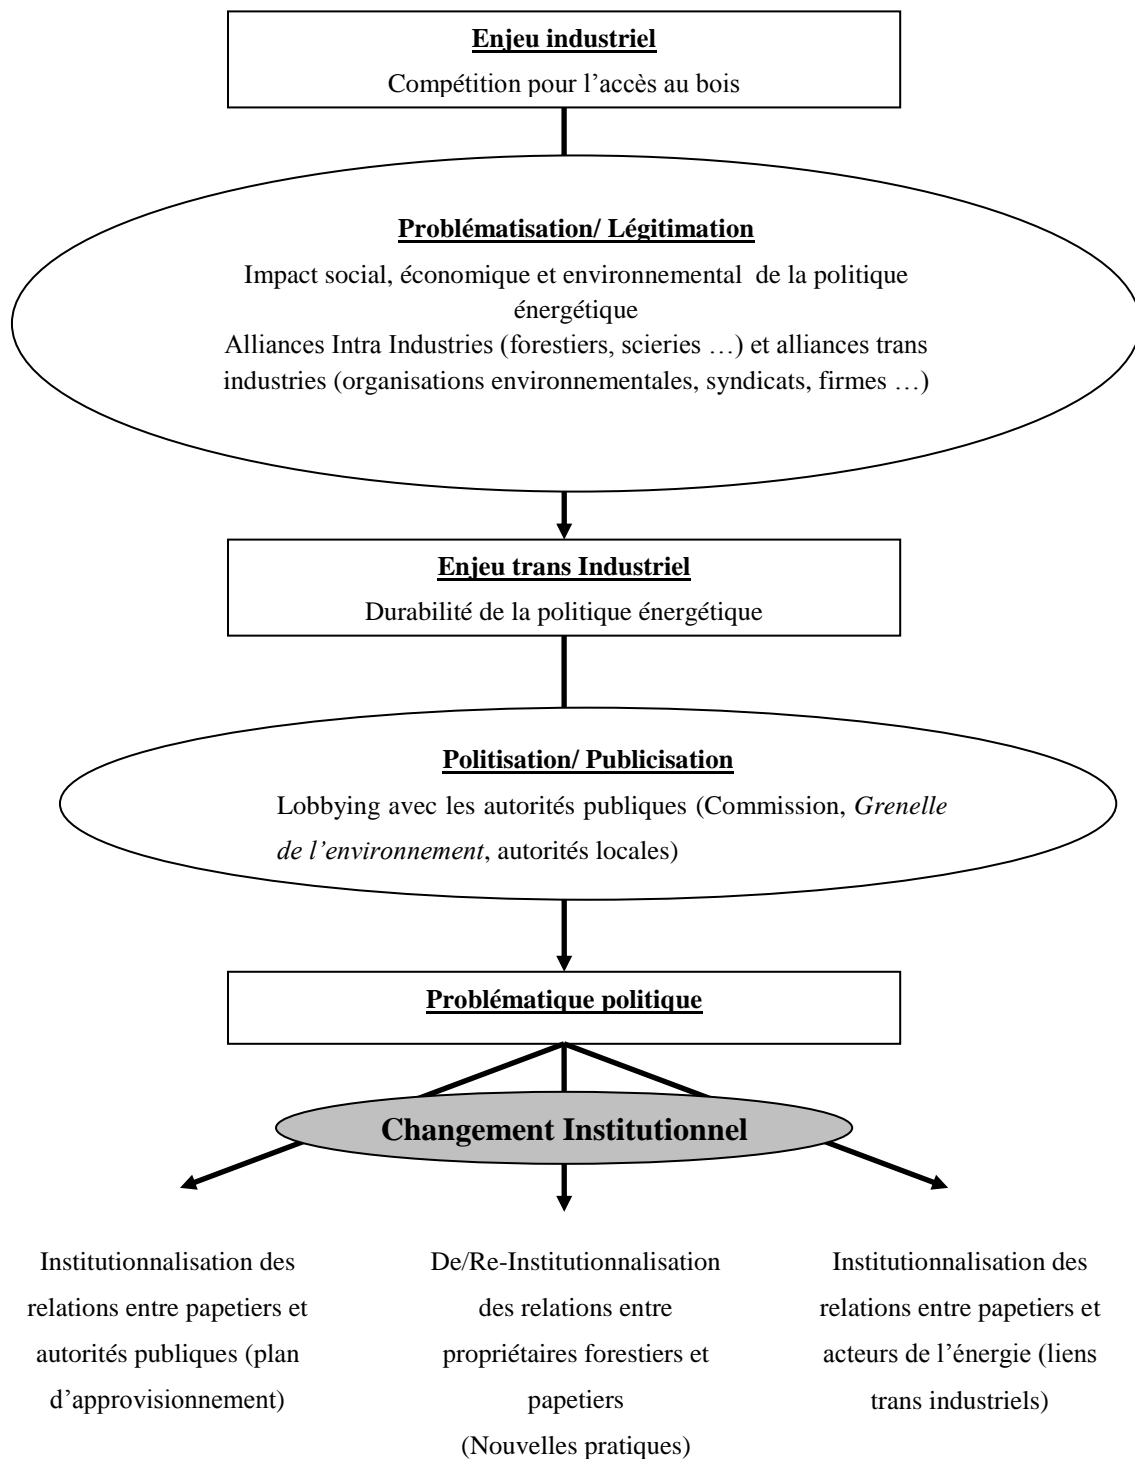 Enjeu industriel
Compétition pour l'accès au bois
Problématisation/ Légitimation
Impact social, économique et environnemental  de la politique
énergétique
Alliances Intra Industries (forestiers, scieries …) et alliances trans
industries (organisations environnementales, syndicats, firmes …)
Enjeu trans Industriel
Durabilité de la politique énergétique
Politisation/ Publicisation
Lobbying avec les autorités publiques (Commission, Grenelle
de l'environnement, autorités locales)
Problématique politique
Changement Institutionnel
Institutionnalisation des
relations entre papetiers et
autorités publiques (plan
d'approvisionnement)
De/Re-Institutionnalisation
des relations entre
propriétaires forestiers et
papetiers
(Nouvelles pratiques)
Institutionnalisation des
relations entre papetiers et
acteurs de l'énergie (liens
trans industriels)